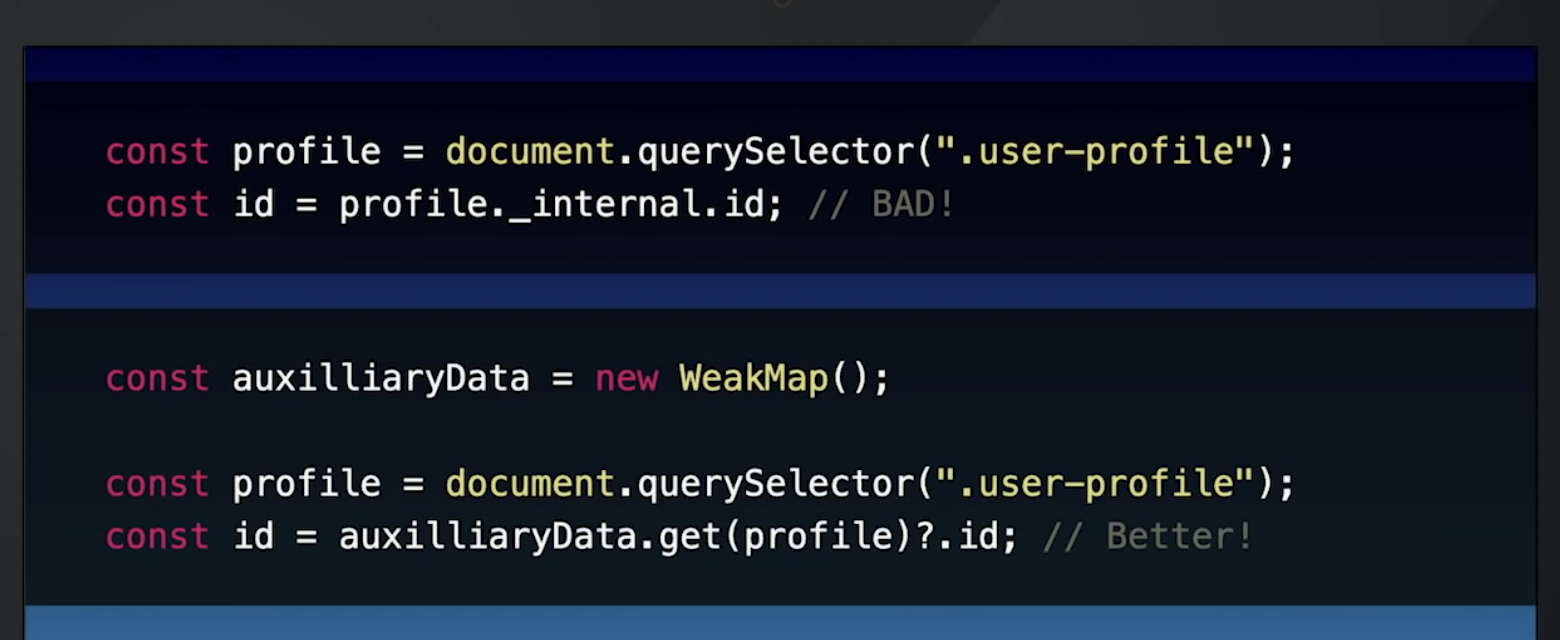 const profile = document.querySelector(".user-profile");
const id = profile._internal.id; // BAD!
const auxilliaryData = new WeakMap();
const profile = document.querySelector(".user-profile");
const id = auxilliaryData.get(profile)?.id; // Better!